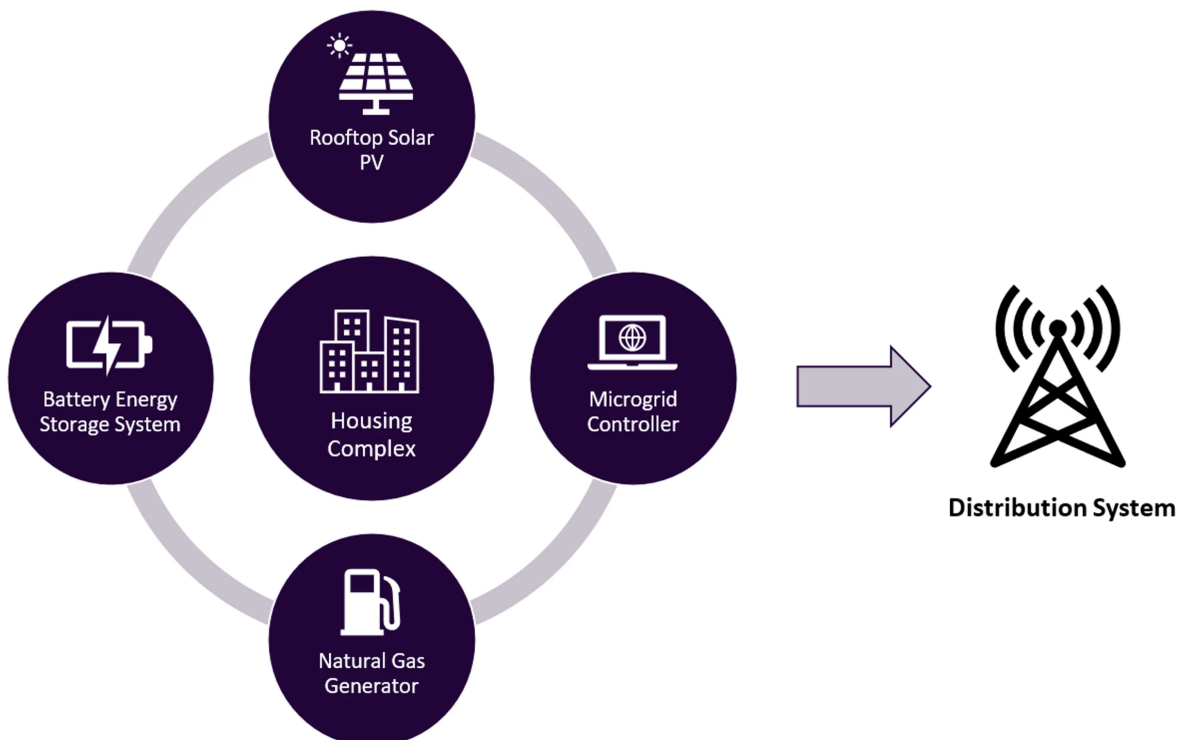 Rooftop Solar
PV
Battery Energy
Storage System
Housing
Complex
Microgrid
Controller
Natural Gas
Generator
Distribution System